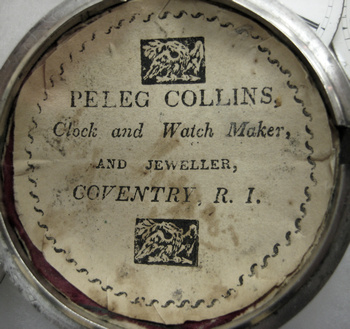 PELEG COLLINS,
Clock and Watch Maker,
AND JEWELLER,
COVENTRY, R. I.